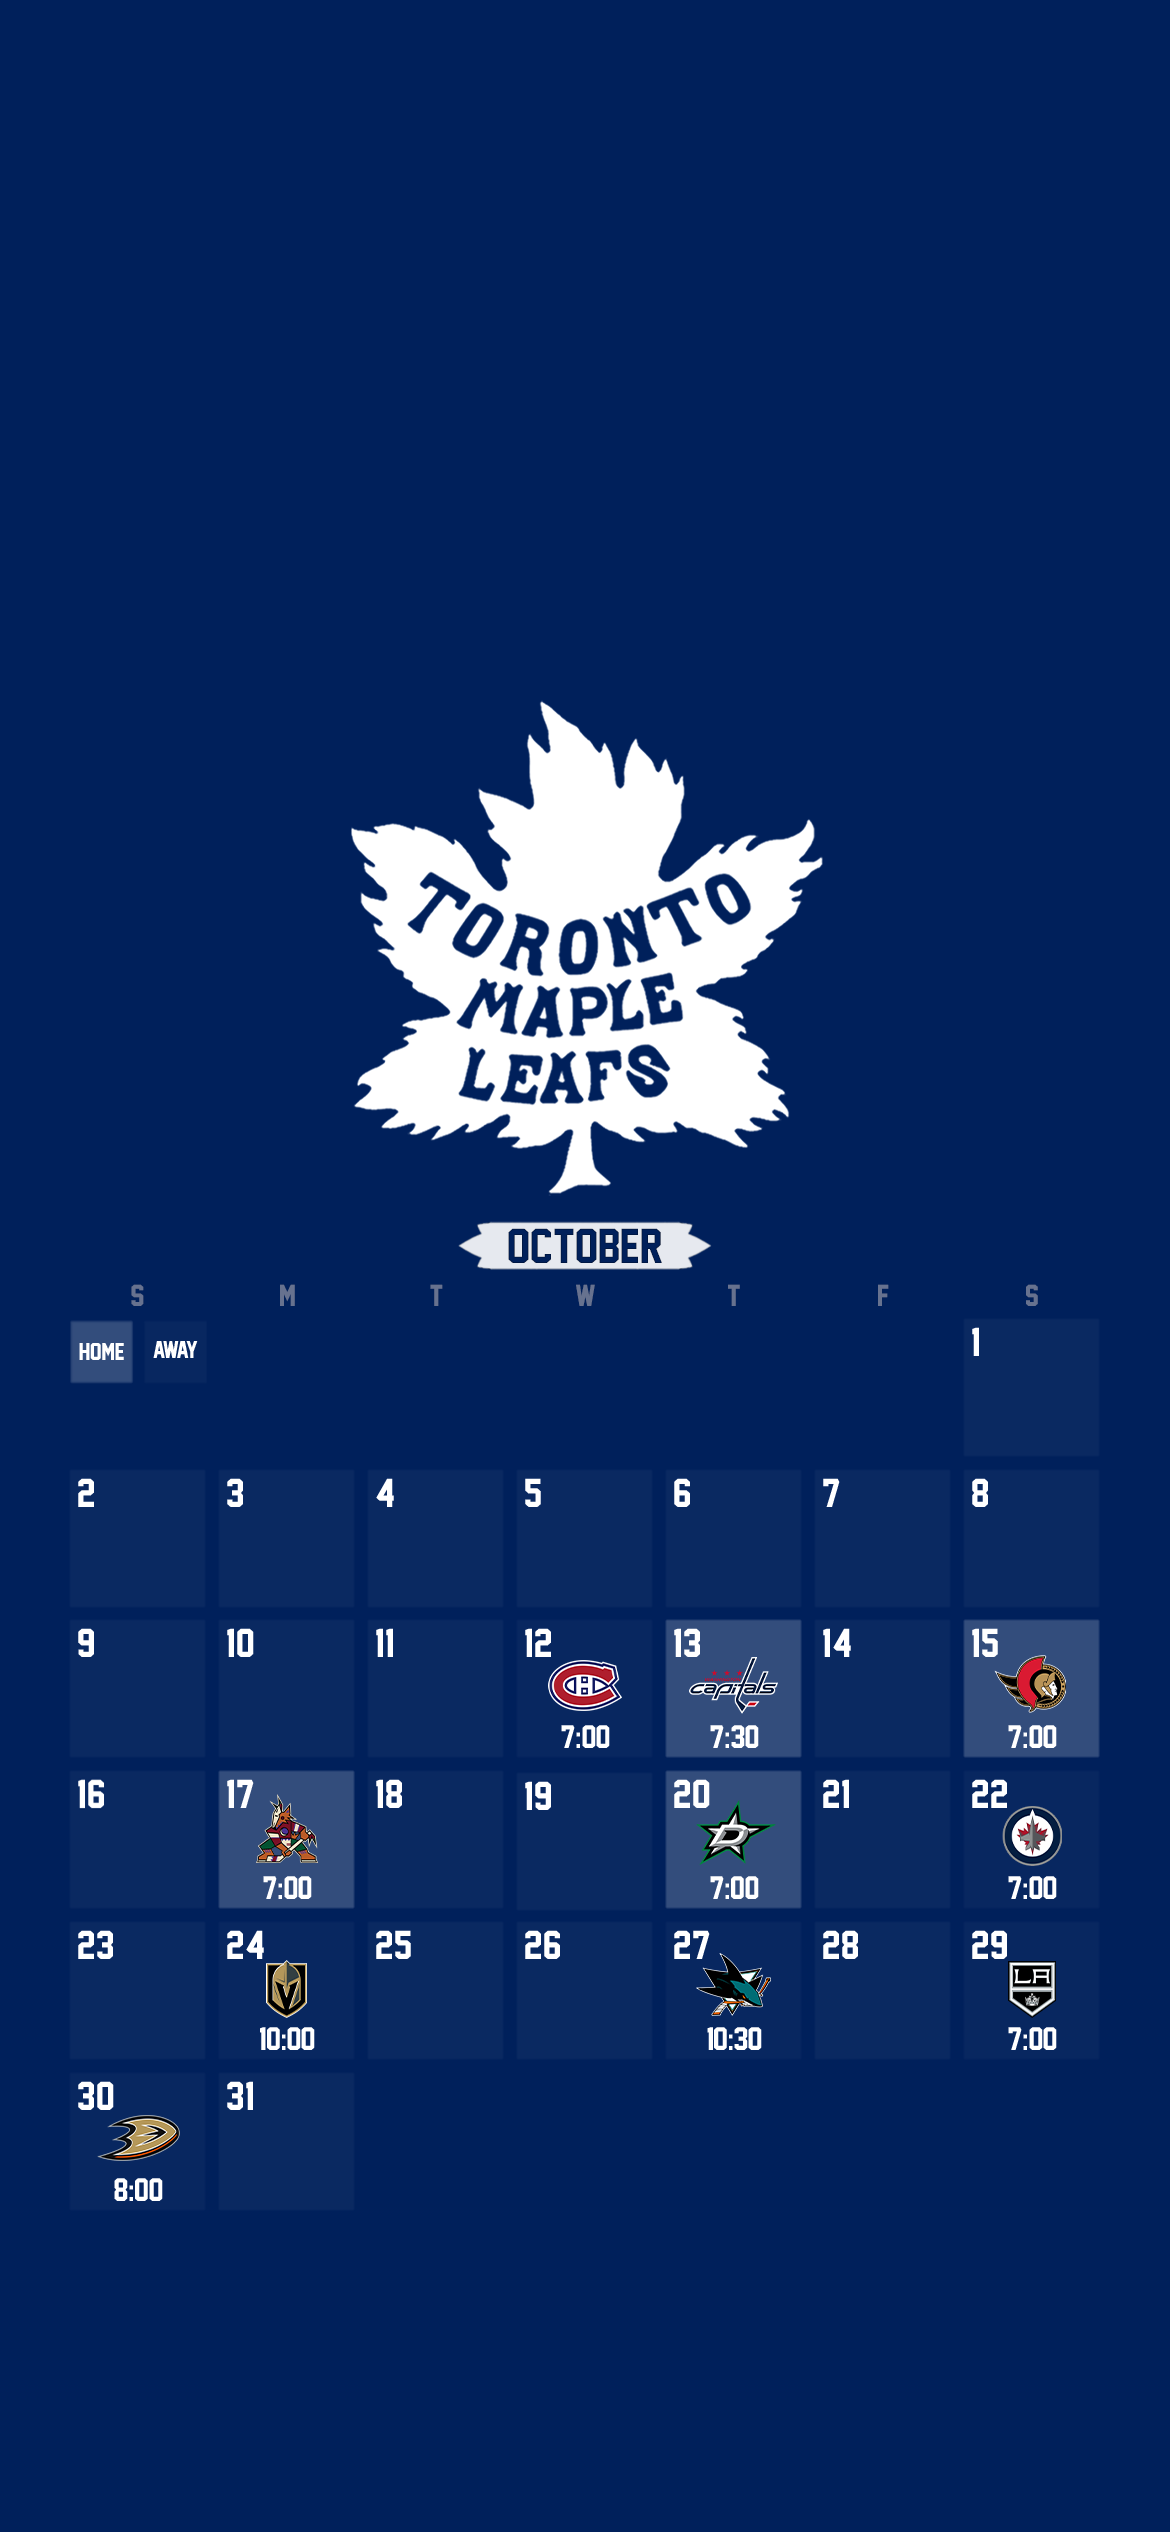 TORONTO
MAPLE
LEAFS
OCTOBER
S M T W T F S
HOME AWAY 1
2 3 4 5 6 7 8
9 10 11 12 13 14 15
capitals
7:00 7:30 7:00
16 17 18 19 20 21 22
D
7:00 7:00 7:00
23 24 25 26 27 28 29
LA
10:00 10:30 7:00
30 31
8:00